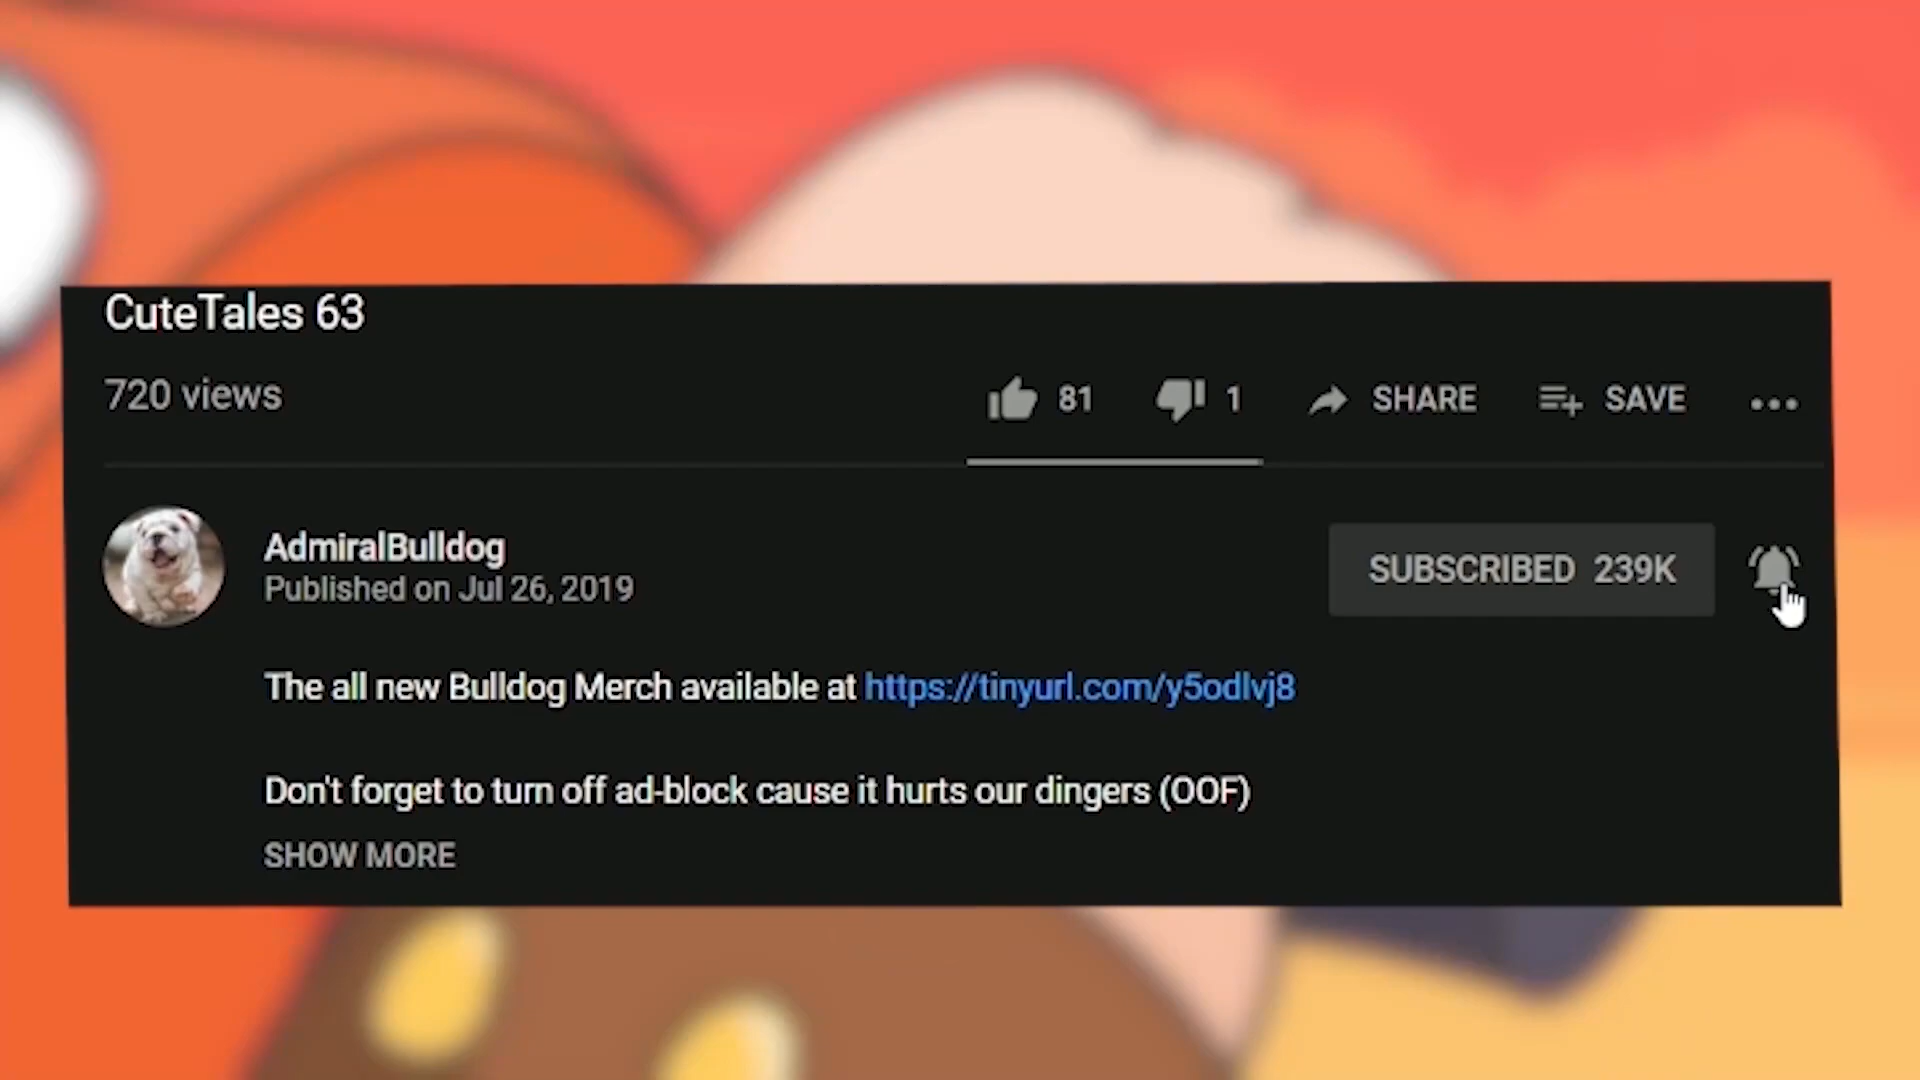 CuteTales 63
720 views
81 1 SHARE SAVE
AdmiralBulldog
Published on Jul 26, 2019
SUBSCRIBED 239K
The all new Bulldog Merch available at https://tinyurl.com/y5odlvj8
Don't forget to turn off ad-block cause it hurts our dingers (OOF)
SHOW MORE